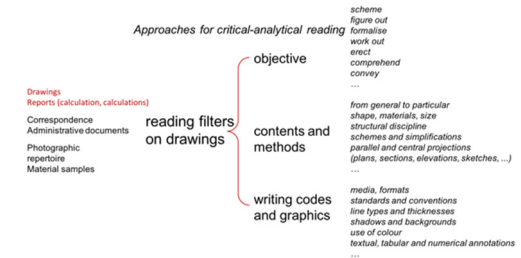 Approaches for critical-analytical reading
Drawings
Reports (calculation, calculations)
Correspondence
Administrative documents
Photographic
repertoire
Material samples
reading filters
on drawings
objective
scheme
figure out
formalise
work out
erect
comprehend
convey
...
contents and
methods
from general to particular
shape, materials, size
structural discipline
schemes and simplifications
parallel and central projections
(plans, sections, elevations, sketches, ...)
...
writing codes
and graphics
media, formats
standards and conventions
line types and thicknesses
shadows and backgrounds
use of colour
textual, tabular and numerical annotations
...